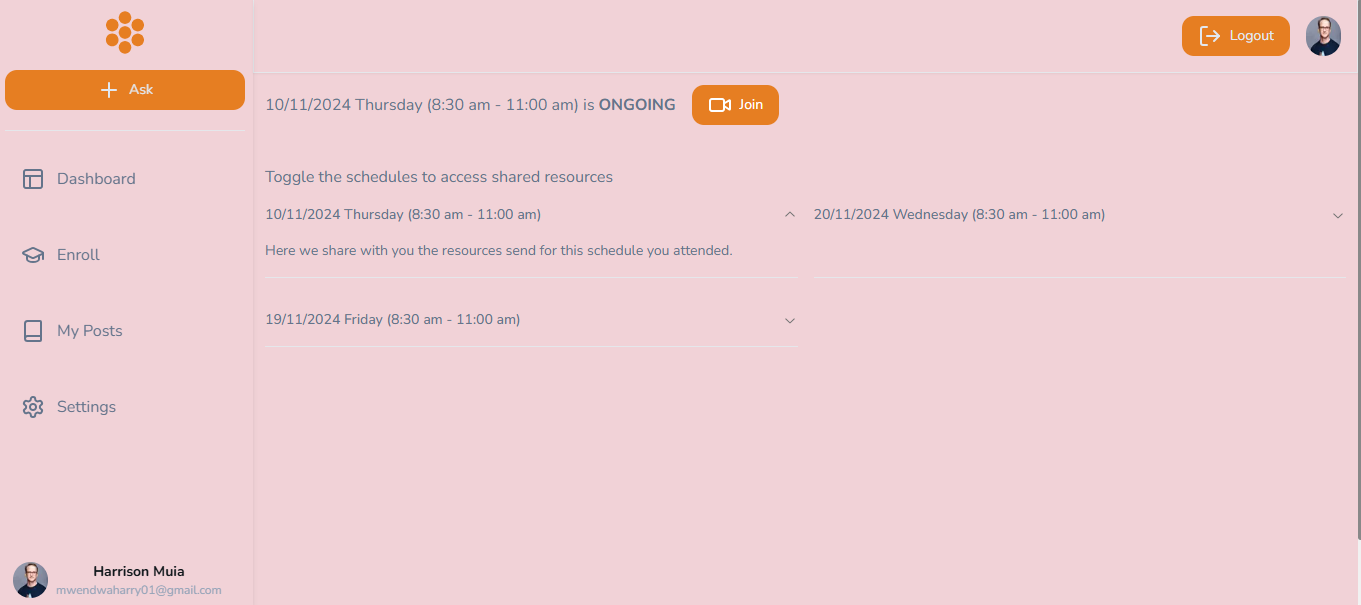 Logout
Ask
10/11/2024 Thursday (8:30 am - 11:00 am) is ONGOING
Join
Dashboard
Enroll
My Posts
Settings
Toggle the schedules to access shared resources
10/11/2024 Thursday (8:30 am - 11:00 am)
Here we share with you the resources send for this schedule you attended.
20/11/2024 Wednesday (8:30 am - 11:00 am)
19/11/2024 Friday (8:30 am - 11:00 am)
Harrison Muia
mwendwaharry01@gmail.com